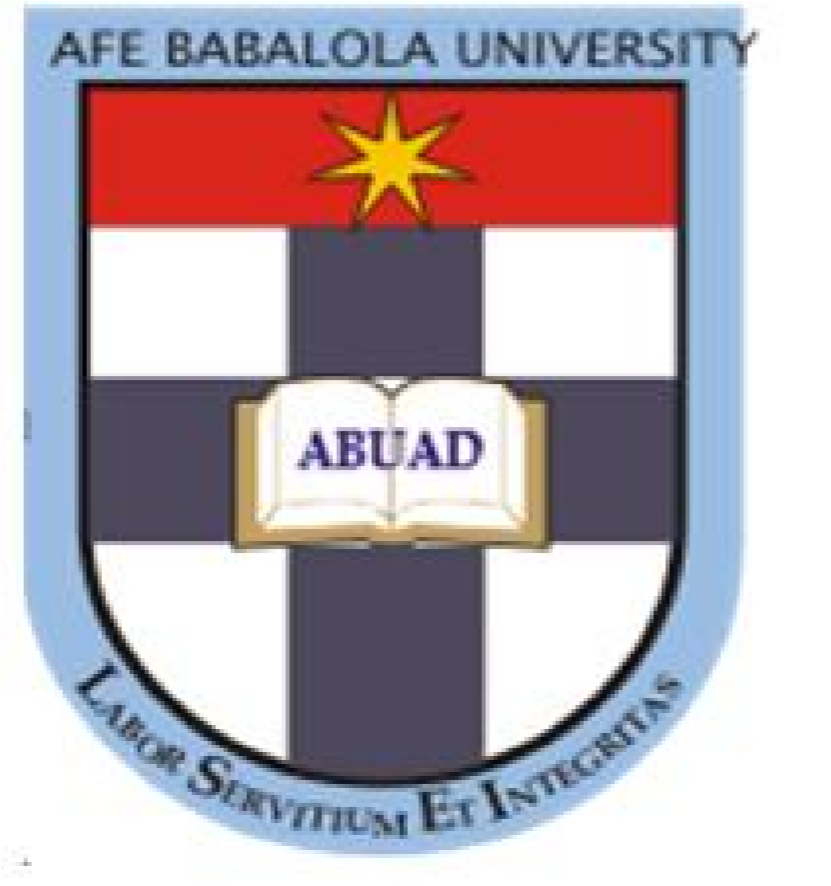 AFE BABALOLA UNIVERSITY
ABUAD
LABOR SERVITIUM ET INTEGRITAS